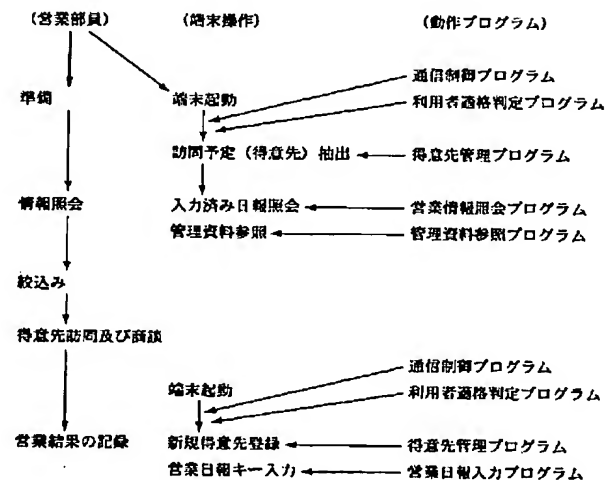 (営業部員) (端末操作) (動作プログラム)
通信制御プログラム
準備 端末起動
利用者適格判定プログラム
訪問予定(得意先)抽出 得意先管理プログラム
情報照会 入力済み日報照会 営業情報照会プログラム
管理資料参照 管理資料参照プログラム
絞込み
得意先訪問及び商談
通信制御プログラム
端末起動
利用者適格判定プログラム
営業結果の記録 新規得意先登録 得意先管理プログラム
営業日報キー入力 営業日報入力プログラム